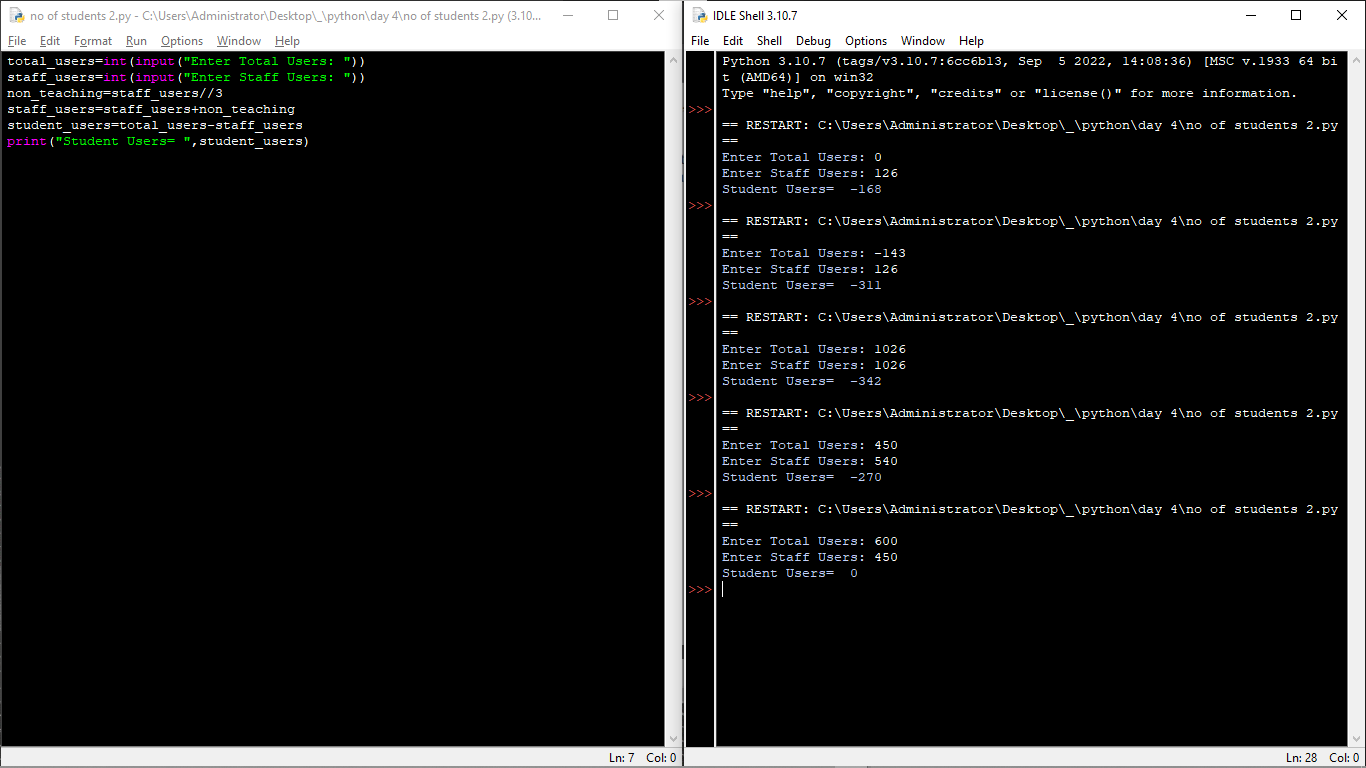 no of students 2.py - C:\Users\Administrator\Desktop\_\python\day 4\no of students 2.py (3.10...
File Edit Format Run Options Window Help
total_users=int(input("Enter Total Users: "))
staff_users=int(input("Enter Staff Users: "))
non_teaching=staff_users//3
staff_users=staff_users+non_teaching
student_users=total_users-staff_users
print("Student Users= ",student_users)
Ln: 7 Col: 0
IDLE Shell 3.10.7
File Edit Shell Debug Options Window Help
Python 3.10.7 (tags/v3.10.7:6cc6b13, Sep  5 2022, 14:08:36) [MSC v.1933 64 bi
t (AMD64)] on win32
Type "help", "copyright", "credits" or "license()" for more information.
>>>
== RESTART: C:\Users\Administrator\Desktop\_\python\day 4\no of students 2.py
==
Enter Total Users: 0
Enter Staff Users: 126
Student Users=  -168
>>>
== RESTART: C:\Users\Administrator\Desktop\_\python\day 4\no of students 2.py
==
Enter Total Users: -143
Enter Staff Users: 126
Student Users=  -311
>>>
== RESTART: C:\Users\Administrator\Desktop\_\python\day 4\no of students 2.py
==
Enter Total Users: 1026
Enter Staff Users: 1026
Student Users=  -342
>>>
== RESTART: C:\Users\Administrator\Desktop\_\python\day 4\no of students 2.py
==
Enter Total Users: 450
Enter Staff Users: 540
Student Users=  -270
>>>
== RESTART: C:\Users\Administrator\Desktop\_\python\day 4\no of students 2.py
==
Enter Total Users: 600
Enter Staff Users: 450
Student Users=  0
>>>
Ln: 28 Col: 0